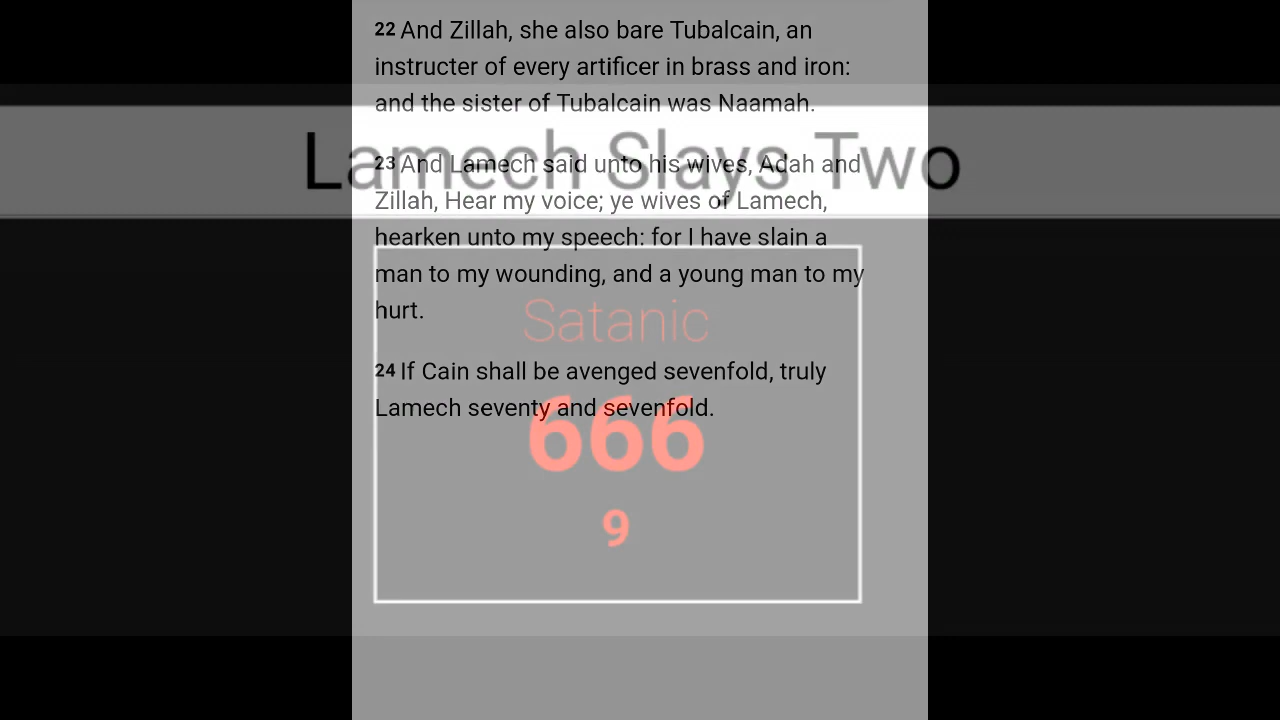 22 And Zillah, she also bare Tubalcain, an
instructer of every artificer in brass and iron:
and the sister of Tubalcain was Naamah.
Lamech Slays Two
23 And Lamech said unto his wives, Adah and
Zillah, Hear my voice; ye wives of Lamech,
hearken unto my speech: for I have slain a
man to my wounding, and a young man to my
hurt.
Satanic
24 If Cain shall be avenged sevenfold, truly
Lamech seventy and sevenfold.
666
9